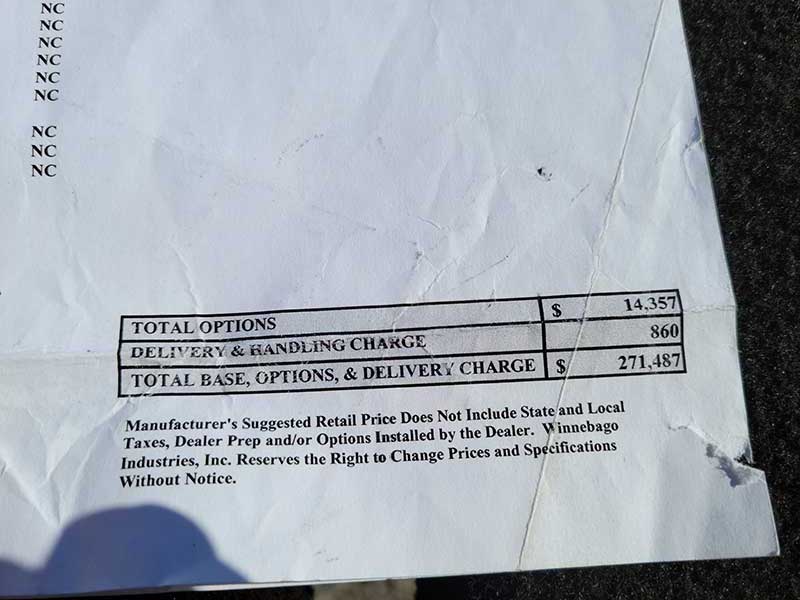 NC
NC
NC
NC
NC
NC
NC
NC
NC
TOTAL OPTIONS $ 14,357
DELIVERY & HANDLING CHARGE 860
TOTAL BASE, OPTIONS, & DELIVERY CHARGE $ 271,487
Manufacturer's Suggested Retail Price Does Not Include State and Local
Taxes, Dealer Prep and/or Options Installed by the Dealer. Winnebago
Industries, Inc. Reserves the Right to Change Prices and Specifications
Without Notice.